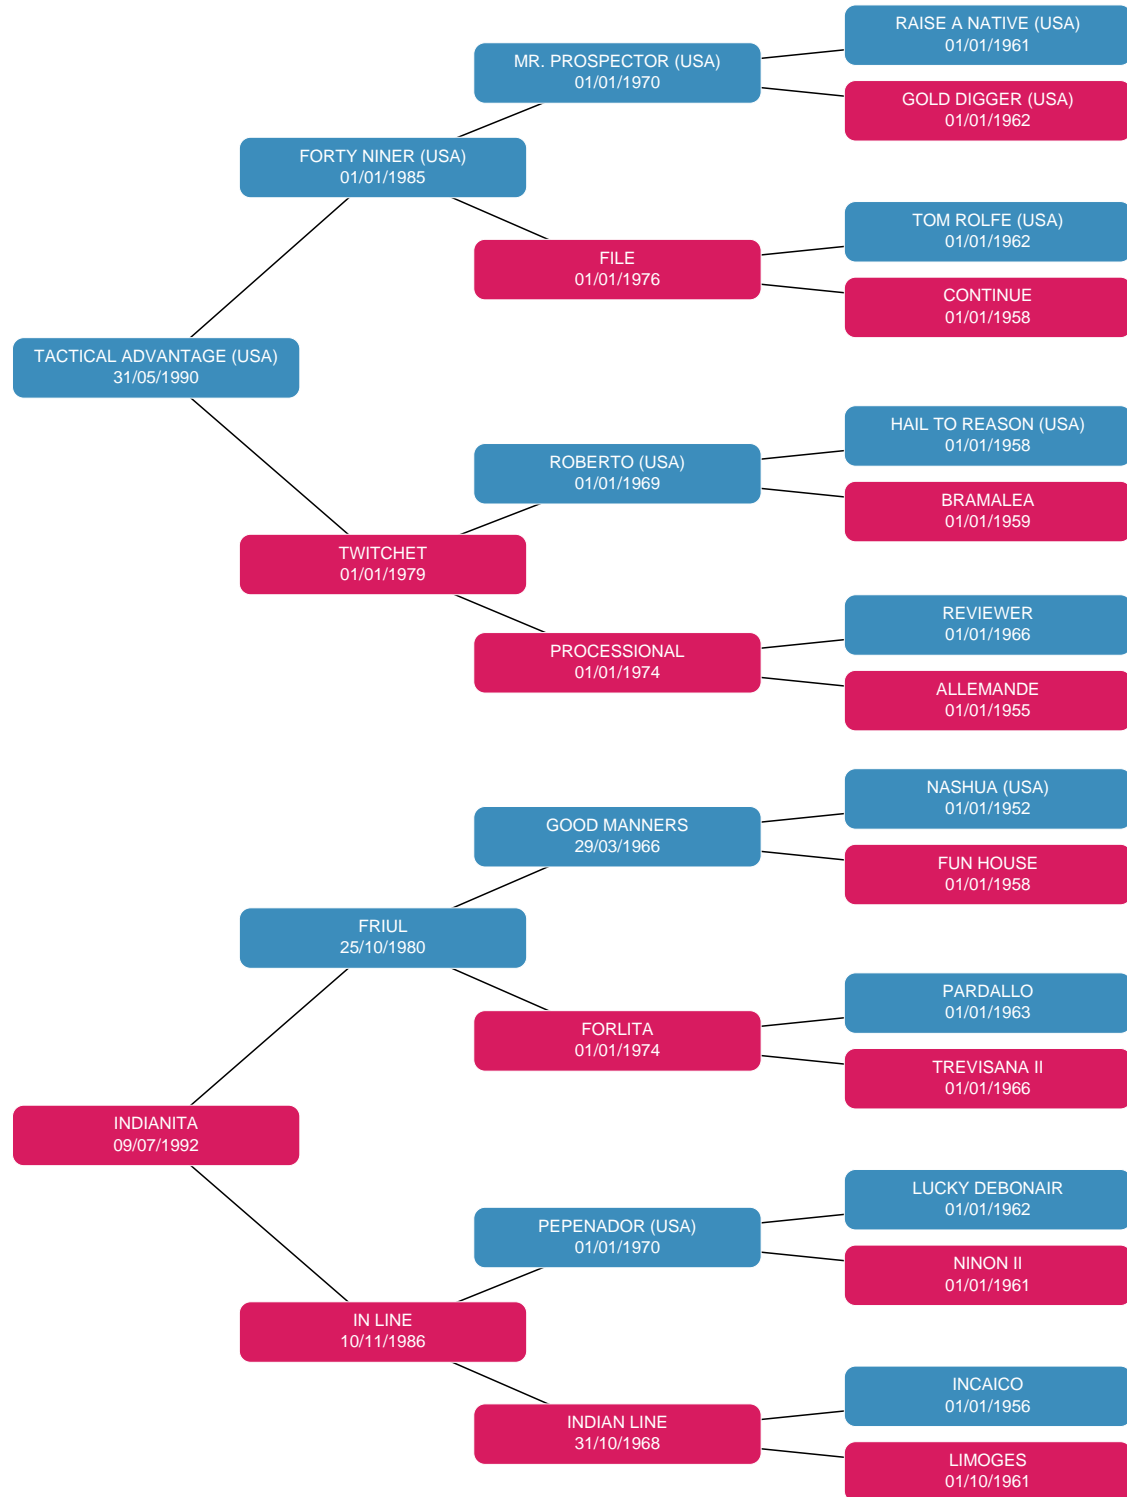 RAISE A NATIVE (USA)
01/01/1961
MR. PROSPECTOR (USA)
01/01/1970
GOLD DIGGER (USA)
01/01/1962
FORTY NINER (USA)
01/01/1985
TOM ROLFE (USA)
01/01/1962
FILE
01/01/1976
CONTINUE
01/01/1958
TACTICAL ADVANTAGE (USA)
31/05/1990
HAIL TO REASON (USA)
01/01/1958
ROBERTO (USA)
01/01/1969
BRAMALEA
01/01/1959
TWITCHET
01/01/1979
REVIEWER
01/01/1966
PROCESSIONAL
01/01/1974
ALLEMANDE
01/01/1955
NASHUA (USA)
01/01/1952
GOOD MANNERS
29/03/1966
FUN HOUSE
01/01/1958
FRIUL
25/10/1980
PARDALLO
01/01/1963
FORLITA
01/01/1974
TREVISANA II
01/01/1966
INDIANITA
09/07/1992
LUCKY DEBONAIR
01/01/1962
PEPENADOR (USA)
01/01/1970
NINON II
01/01/1961
IN LINE
10/11/1986
INCAICO
01/01/1956
INDIAN LINE
31/10/1968
LIMOGES
01/10/1961